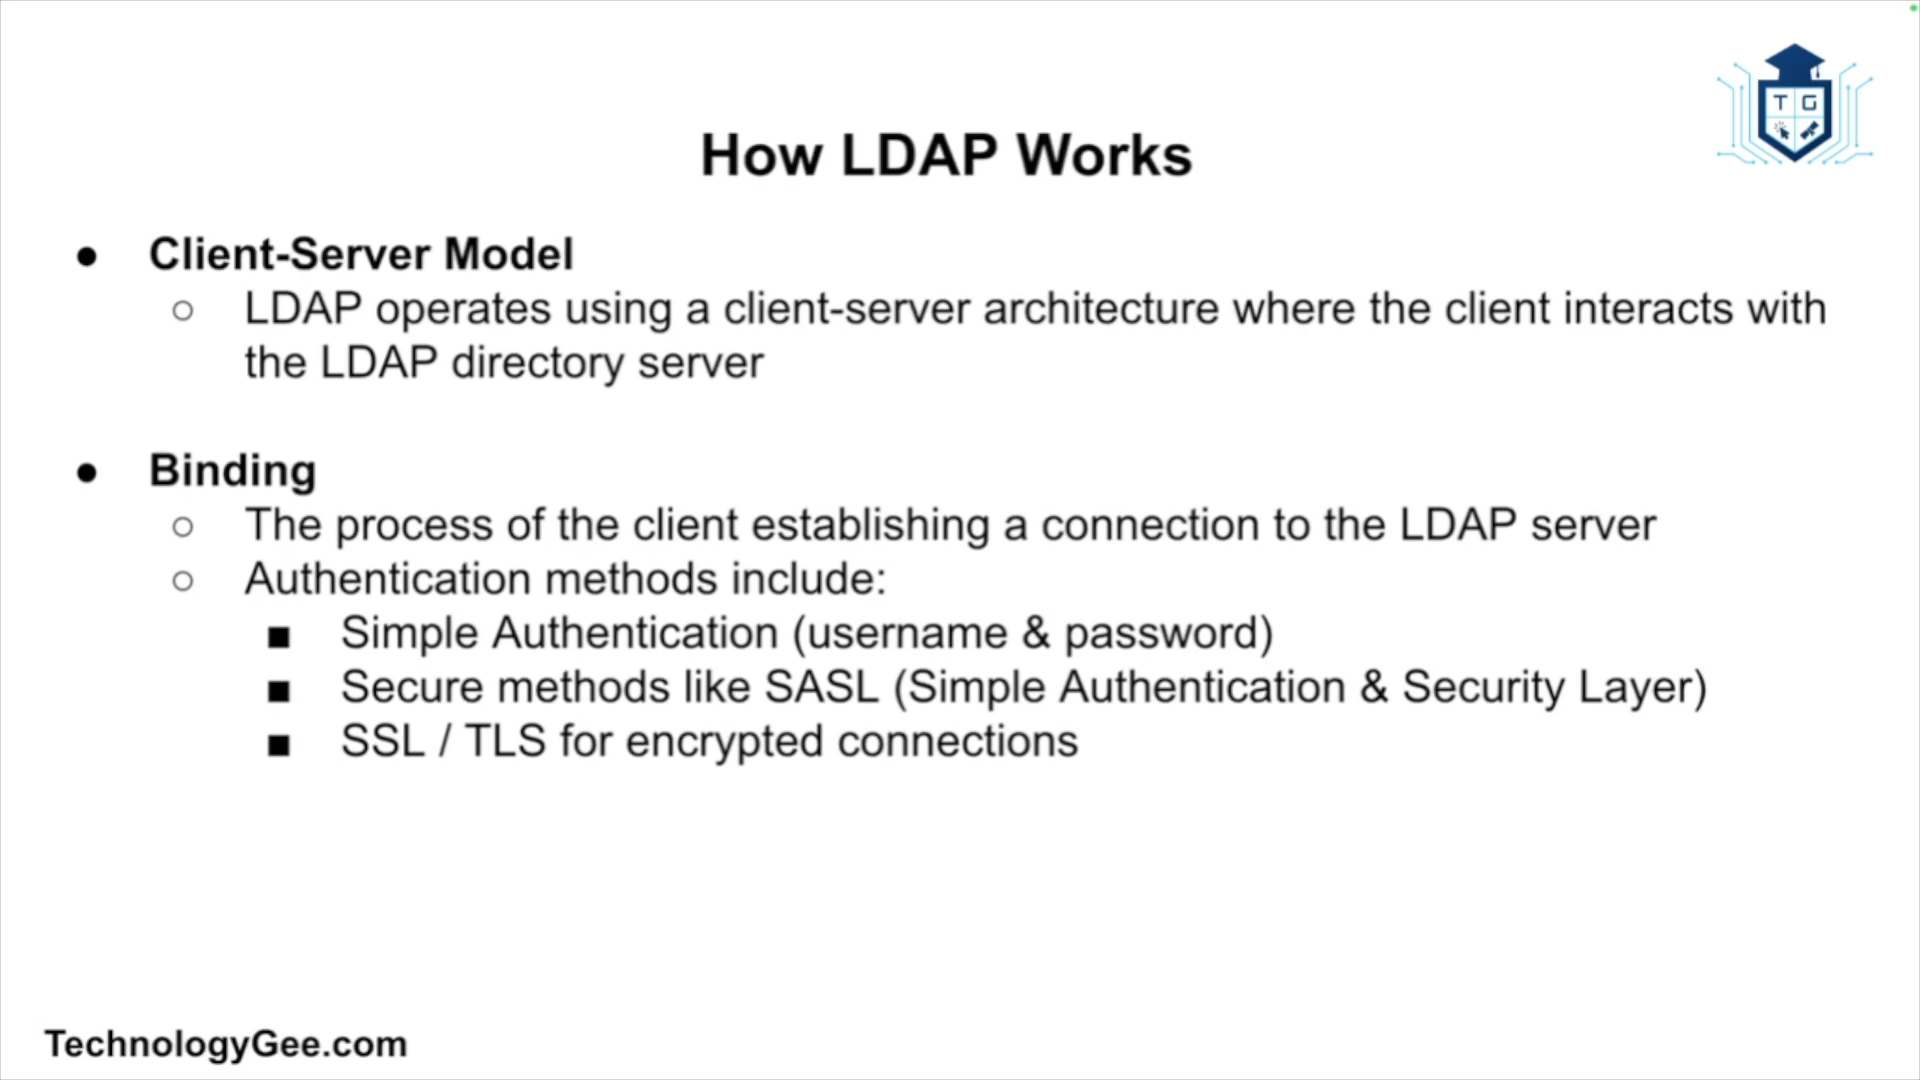 T G
How LDAP Works
● Client-Server Model
○ LDAP operates using a client-server architecture where the client interacts with
the LDAP directory server
● Binding
○ The process of the client establishing a connection to the LDAP server
○ Authentication methods include:
■ Simple Authentication (username & password)
■ Secure methods like SASL (Simple Authentication & Security Layer)
■ SSL / TLS for encrypted connections
TechnologyGee.com